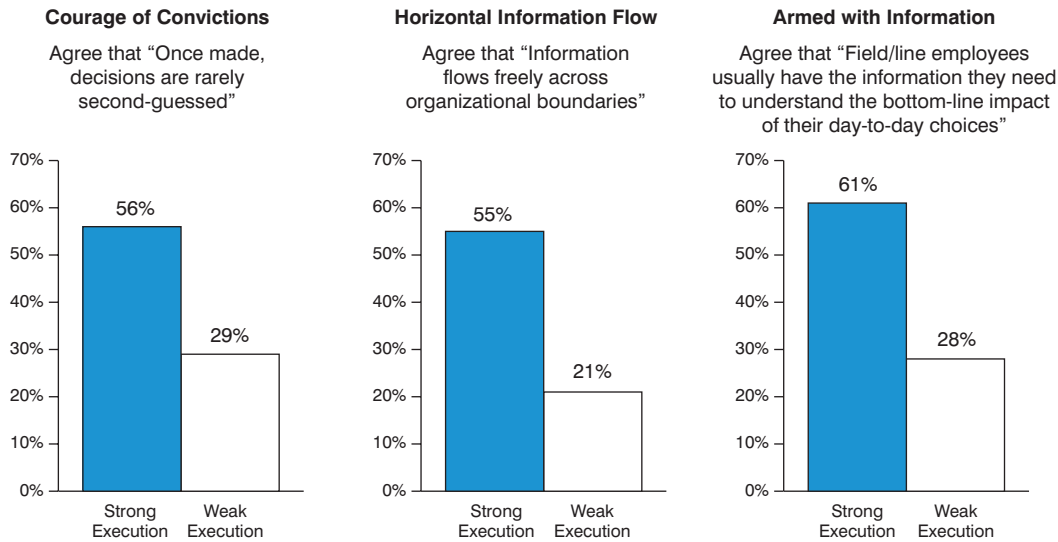 Courage of Convictions
Agree that “Once made,
decisions are rarely
second-guessed”
70%
60%
50%
40%
30%
20%
10%
0%
56%
29%
Strong
Execution
Weak
Execution
Horizontal Information Flow
Agree that “Information
flows freely across
organizational boundaries”
70%
60%
50%
40%
30%
20%
10%
0%
55%
21%
Strong
Execution
Weak
Execution
Armed with Information
Agree that “Field/line employees
usually have the information they need
to understand the bottom-line impact
of their day-to-day choices”
70%
60%
50%
40%
30%
20%
10%
0%
61%
28%
Strong
Execution
Weak
Execution